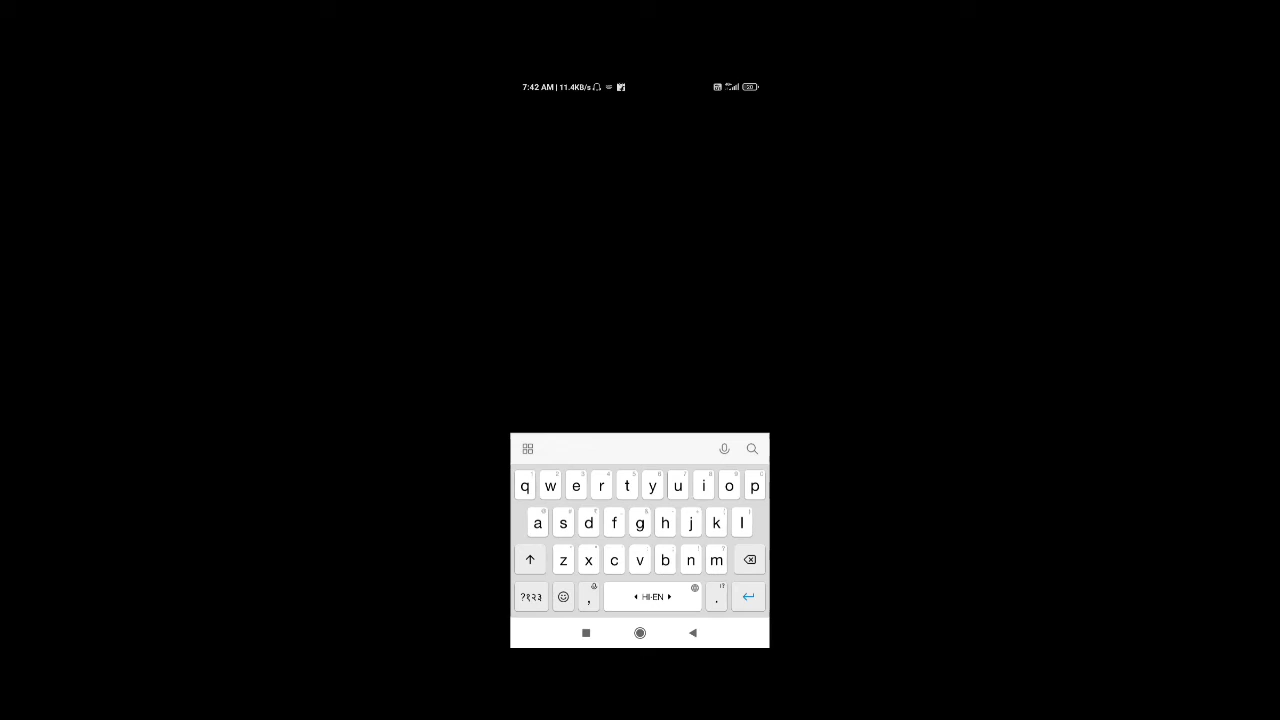 7:42 AM | 11.4KB/s
q w e r t y u i o p
a s d f g h j k l
z x c v b n m
?१२३ , HI-EN .